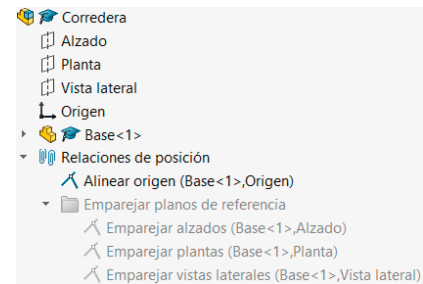 Corredera
Alzado
Planta
Vista lateral
Origen
Base<1>
Relaciones de posición
Alinear origen (Base<1>,Origen)
Emparejar planos de referencia
Emparejar alzados (Base<1>,Alzado)
Emparejar plantas (Base<1>,Planta)
Emparejar vistas laterales (Base<1>,Vista lateral)